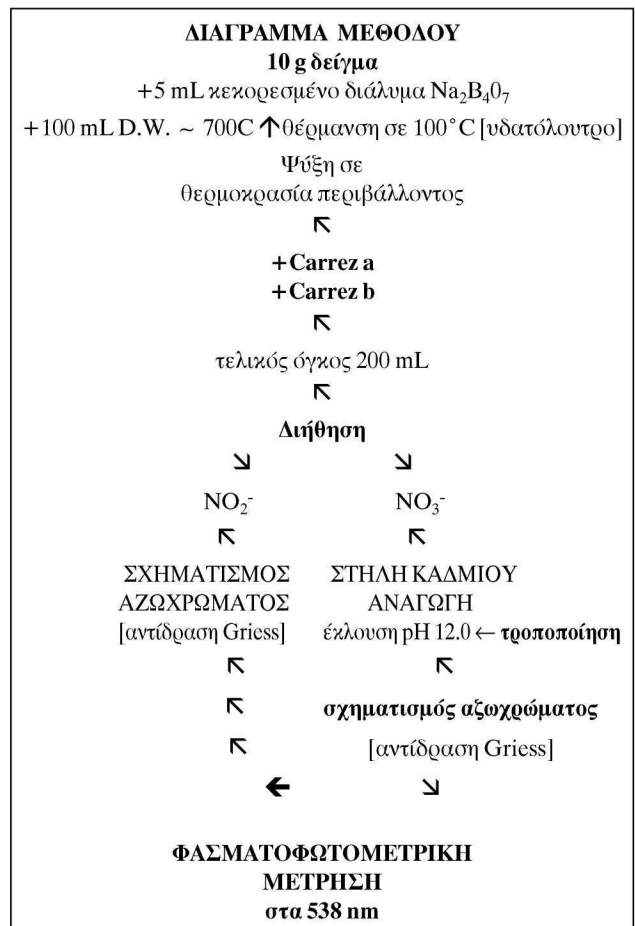 ΔΙΑΓΡΑΜΜΑ ΜΕΘΟΔΟΥ
10 g δείγμα
+5 mL κεκορεσμένο διάλυμα Na₂B₄0₇
+100 mL D.W. ~ 700C ↑ θέρμανση σε 100°C [υδατόλουτρο]
Ψύξη σε
θερμοκρασία περιβάλλοντος
↖
+Carrez a
+Carrez b
↖
τελικός όγκος 200 mL
↖
Διήθηση
↘ ↘
NO₂⁻ NO₃⁻
↖ ↖
ΣΧΗΜΑΤΙΣΜΟΣ ΣΤΗΛΗ ΚΑΔΜΙΟΥ
ΑΖΩΧΡΩΜΑΤΟΣ ΑΝΑΓΩΓΗ
[αντίδραση Griess] έκλουση pH 12.0 ← τροποποίηση
↖ ↖
↖ σχηματισμός αζωχρώματος
↖ [αντίδραση Griess]
← ↘
ΦΑΣΜΑΤΟΦΩΤΟΜΕΤΡΙΚΗ
ΜΕΤΡΗΣΗ
στα 538 nm